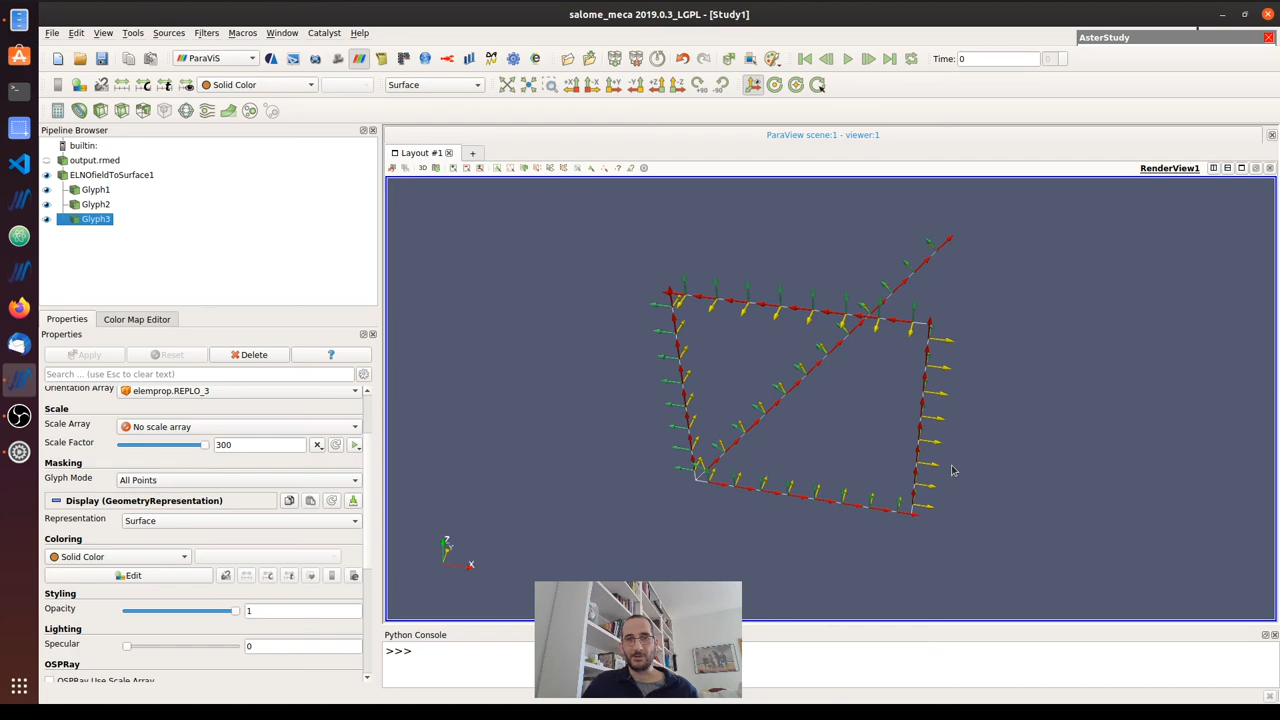 salome_meca 2019.0.3_LGPL - [Study1]
File Edit View Tools Sources Filters Macros Window Catalyst Help
AsterStudy
ParaViS
Time: 0
0
Solid Color
Surface
+90 -90
Pipeline Browser
builtin:
output.rmed
ELNOfieldToSurface1
Glyph1
Glyph2
Glyph3
Properties
Color Map Editor
Properties
Apply
Reset
Delete
?
Search ... (use Esc to clear text)
Orientation Array
elemprop.REPLO_3
Scale
Scale Array
No scale array
Scale Factor
300
Masking
Glyph Mode
All Points
Display (GeometryRepresentation)
Representation
Surface
Coloring
Solid Color
Edit
Styling
Opacity
1
Lighting
Specular
0
OSPRay
OSPRay Use Scale Array
ParaView scene:1 - viewer:1
Layout #1
+
3D
RenderView1
Z
Y
X
Python Console
>>>